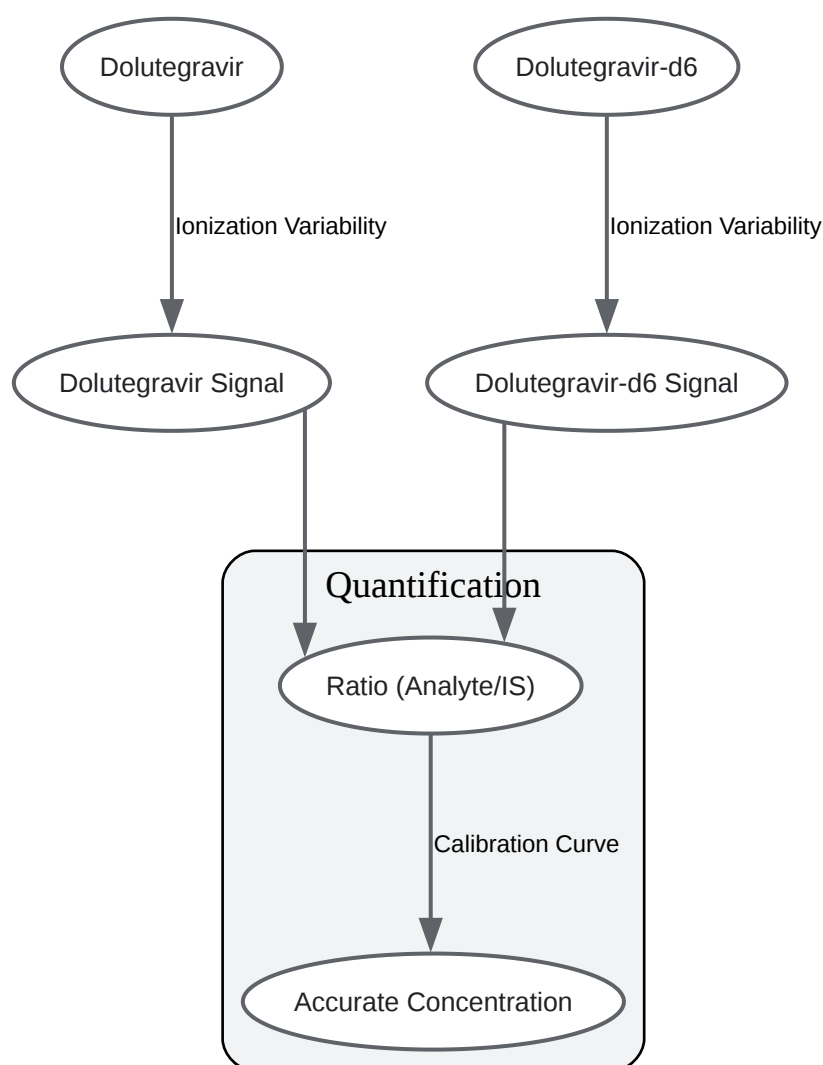 Dolutegravir
Dolutegravir-d6
Ionization Variability
Ionization Variability
Dolutegravir Signal
Dolutegravir-d6 Signal
Quantification
Ratio (Analyte/IS)
Calibration Curve
Accurate Concentration